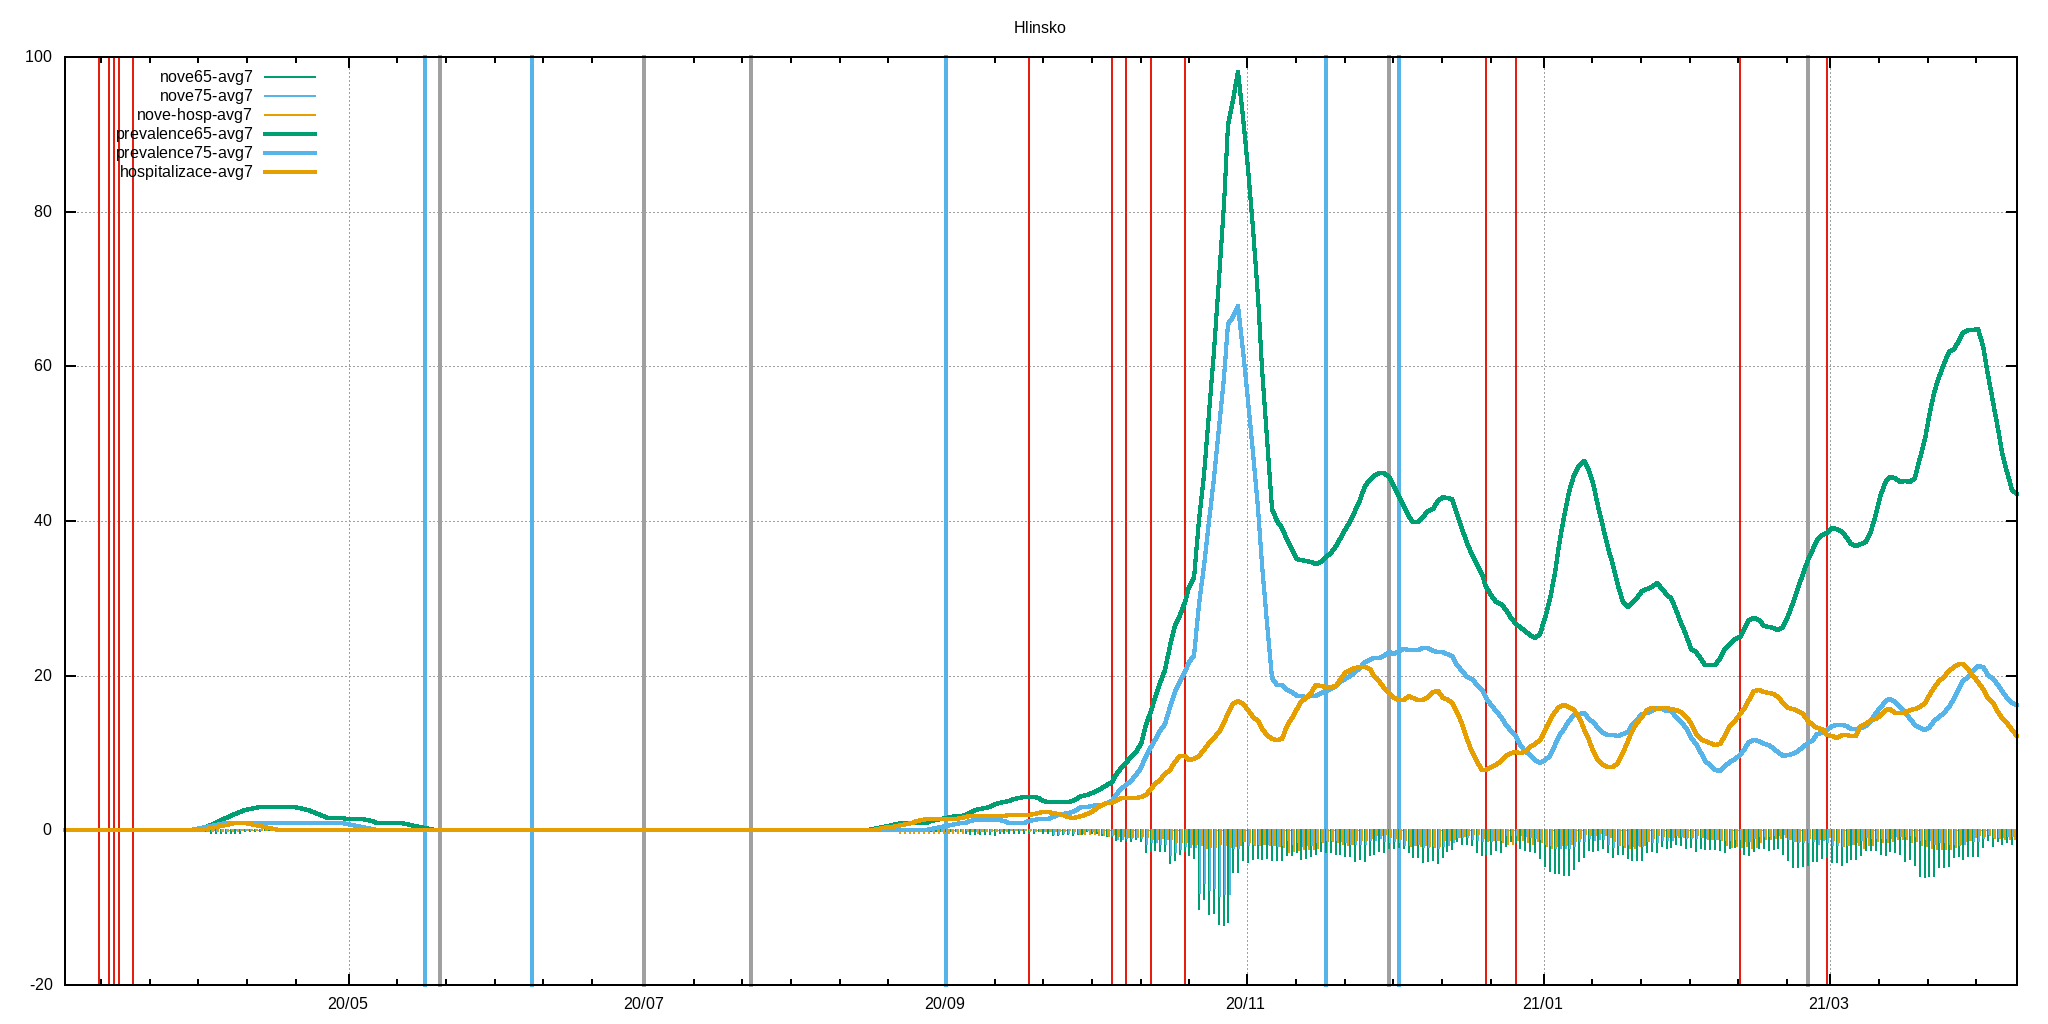 Hlinsko
100
nove65-avg7
nove75-avg7
nove-hosp-avg7
prevalence65-avg7
prevalence75-avg7
hospitalizace-avg7
80
60
40
20
0
-20
20/05 20/07 20/09 20/11 21/01 21/03